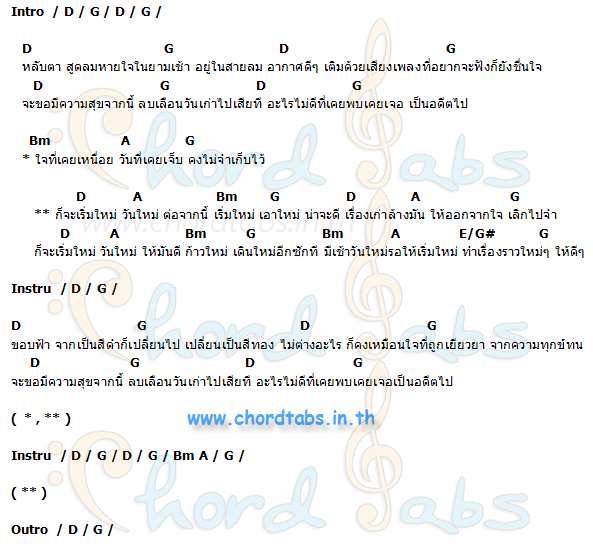 Intro / D / G / D / G /
D G D G
หลับตา สูดลมหายใจในยามเช้า อยู่ในสายลม อากาศดีๆ เติมด้วยเสียงเพลงที่อยากจะฟังก็ยังชื่นใจ
D G D G
จะขอมีความสุขจากนี้ ลบเลือนวันเก่าไปเสียที อะไรไม่ดีที่เคยพบเคยเจอ เป็นอดีตไป
Bm A G
* ใจที่เคยเหนื่อย วันที่เคยเจ็บ คงไม่จำเก็บไว้
D A Bm G D A G
** ก็จะเริ่มใหม่ วันใหม่ ต่อจากนี้ เริ่มใหม่ เอาใหม่ น่าจะดี เรื่องเก่าล้างมัน ให้ออกจากใจ เลิกไปจำ
www.chordtabs.in.th
D A Bm G Bm A E/G# G
ก็จะเริ่มใหม่ วันใหม่ ให้มันดี ก้าวใหม่ เดินใหม่อีกซักที มีเช้าวันใหม่รอให้เริ่มใหม่ ทำเรื่องราวใหม่ๆ ให้ดีๆ
Instru / D / G /
D G D G
ขอบฟ้า จากเป็นสีดำก็เปลี่ยนไป เปลี่ยนเป็นสีทอง ไม่ต่างอะไร ก็คงเหมือนใจที่ถูกเยียวยา จากความทุกข์ทน
D G D G
จะขอมีความสุขจากนี้ ลบเลือนวันเก่าไปเสียที อะไรไม่ดีที่เคยพบเคยเจอเป็นอดีตไป
( * , ** ) www.chordtabs.in.th
Instru / D / G / D / G / Bm A / G /
( ** )
Outro / D / G /